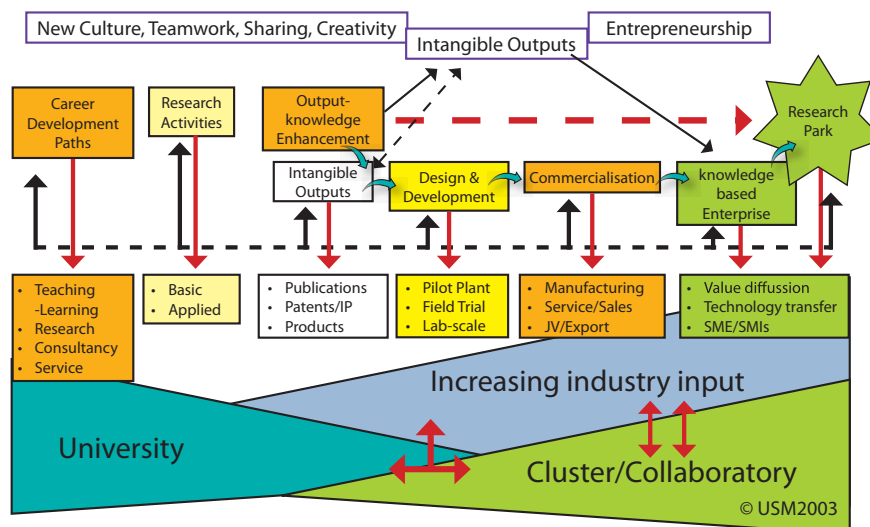 New Culture, Teamwork, Sharing, Creativity
Intangible Outputs
Entrepreneurship
Career
Development
Paths
Research
Activities
Output-
knowledge
Enhancement
Research
Park
Intangible
Outputs
Design &
Development
Commercialisation
knowledge
based
Enterprise
• Teaching
-Learning
• Research
• Consultancy
• Service
• Basic
• Applied
• Publications
• Patents/IP
• Products
• Pilot Plant
• Field Trial
• Lab-scale
• Manufacturing
• Service/Sales
• JV/Export
• Value diffussion
• Technology transfer
• SME/SMIs
Increasing industry input
University
Cluster/Collaboratory
© USM2003